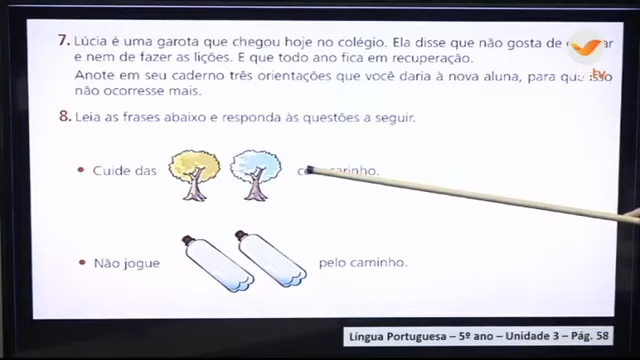 7. Lúcia é uma garota que chegou hoje no colégio. Ela disse que não gosta de
e nem de fazer as lições. E que todo ano fica em recuperação.
Anote em seu caderno três orientações que você daria à nova aluna, para que isso
não ocorresse mais.
8. Leia as frases abaixo e responda às questões a seguir.
• Cuide das carinho.
• Não jogue pelo caminho.
Língua Portuguesa – 5º ano – Unidade 3 – Pág. 58
tv